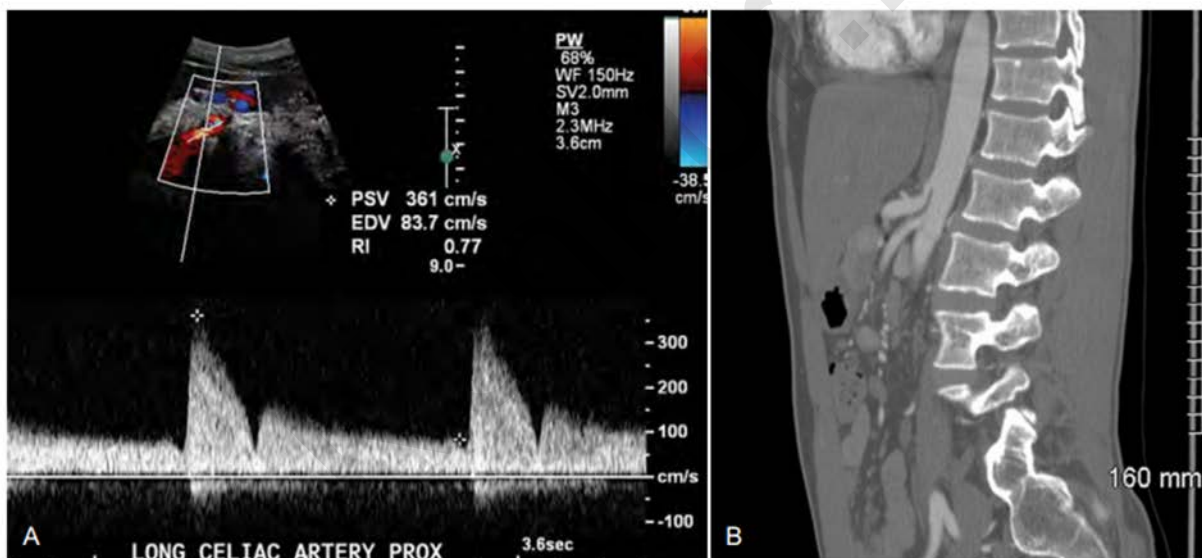 PW
68%
WF 150Hz
SV2.0mm
M3
2.3MHz
3.6cm
-38.5
cm/s
x
PSV 361 cm/s
EDV 83.7 cm/s
RI 0.77
9.0
300
200
100
cm/s
-100
A
LONG CELIAC ARTERY PROX
3.6sec
B
160 mm